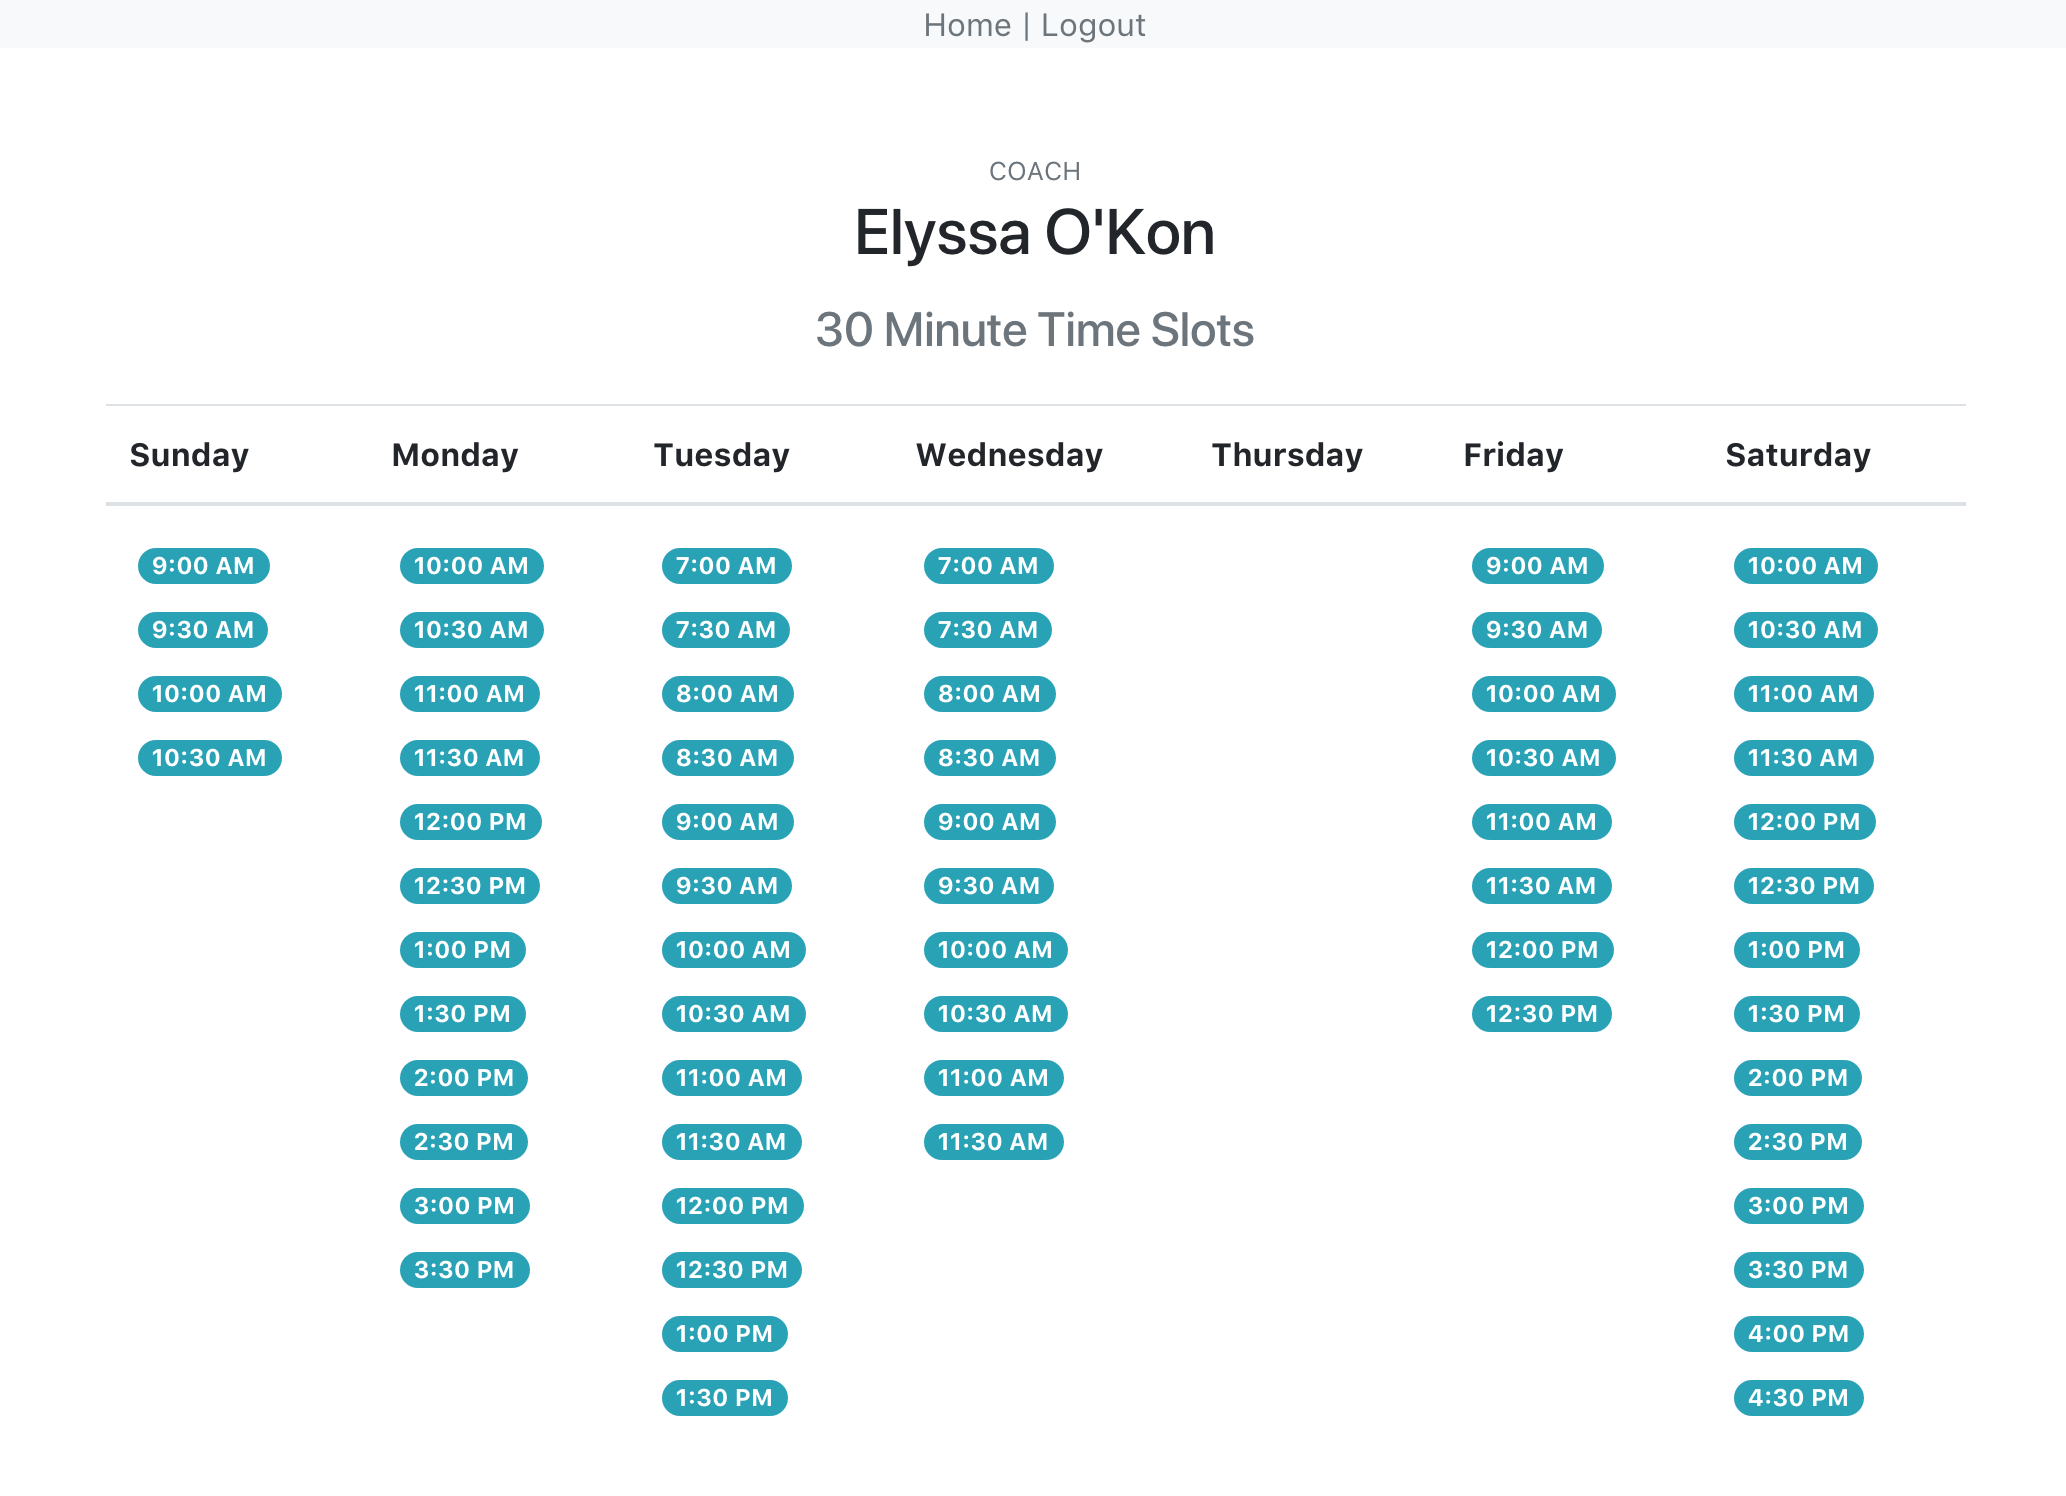 Home | Logout
COACH
Elyssa O'Kon
30 Minute Time Slots
Sunday Monday Tuesday Wednesday Thursday Friday Saturday
9:00 AM 10:00 AM 7:00 AM 7:00 AM 9:00 AM 10:00 AM
9:30 AM 10:30 AM 7:30 AM 7:30 AM 9:30 AM 10:30 AM
10:00 AM 11:00 AM 8:00 AM 8:00 AM 10:00 AM 11:00 AM
10:30 AM 11:30 AM 8:30 AM 8:30 AM 10:30 AM 11:30 AM
12:00 PM 9:00 AM 9:00 AM 11:00 AM 12:00 PM
12:30 PM 9:30 AM 9:30 AM 11:30 AM 12:30 PM
1:00 PM 10:00 AM 10:00 AM 12:00 PM 1:00 PM
1:30 PM 10:30 AM 10:30 AM 12:30 PM 1:30 PM
2:00 PM 11:00 AM 11:00 AM 2:00 PM
2:30 PM 11:30 AM 11:30 AM 2:30 PM
3:00 PM 12:00 PM 3:00 PM
3:30 PM 12:30 PM 3:30 PM
1:00 PM 4:00 PM
1:30 PM 4:30 PM